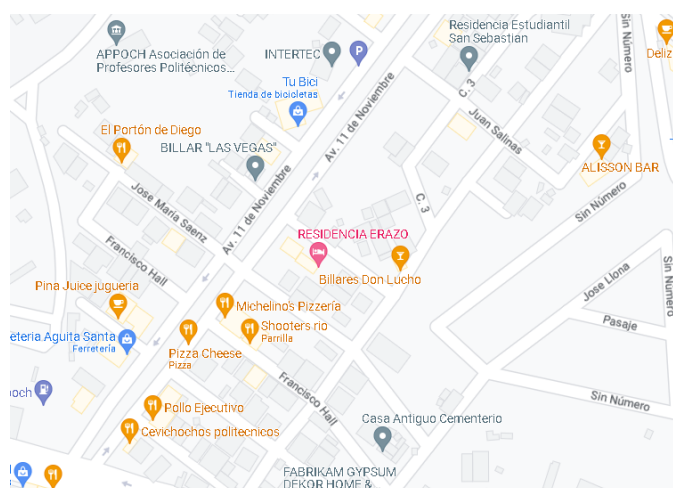 Residencia Estudiantil
San Sebastian
Sin Número
Deliz
APPOCH Asociación de
Profesores Politécnicos...
INTERTEC
P
C. 3
Tu Bici
Tienda de bicicletas
Av. 11 de Noviembre
Juan Salinas
El Portón de Diego
BILLAR "LAS VEGAS"
ALISSON BAR
Jose Maria Saenz
Av. 11 de Noviembre
C. 3
Sin Número
RESIDENCIA ERAZO
Francisco Hall
Billares Don Lucho
Jose Llona
Sin Número
Pina Juice jugueria
Michelino's Pizzería
Pasaje
eteria Aguita Santa
Ferretería
Shooters rio
Parrilla
Pizza Cheese
Pizza
Francisco Hall
Sin Número
poch
Pollo Ejecutivo
Casa Antiguo Cementerio
Cevichochos politecnicos
FABRIKAM GYPSUM
DEKOR HOME &